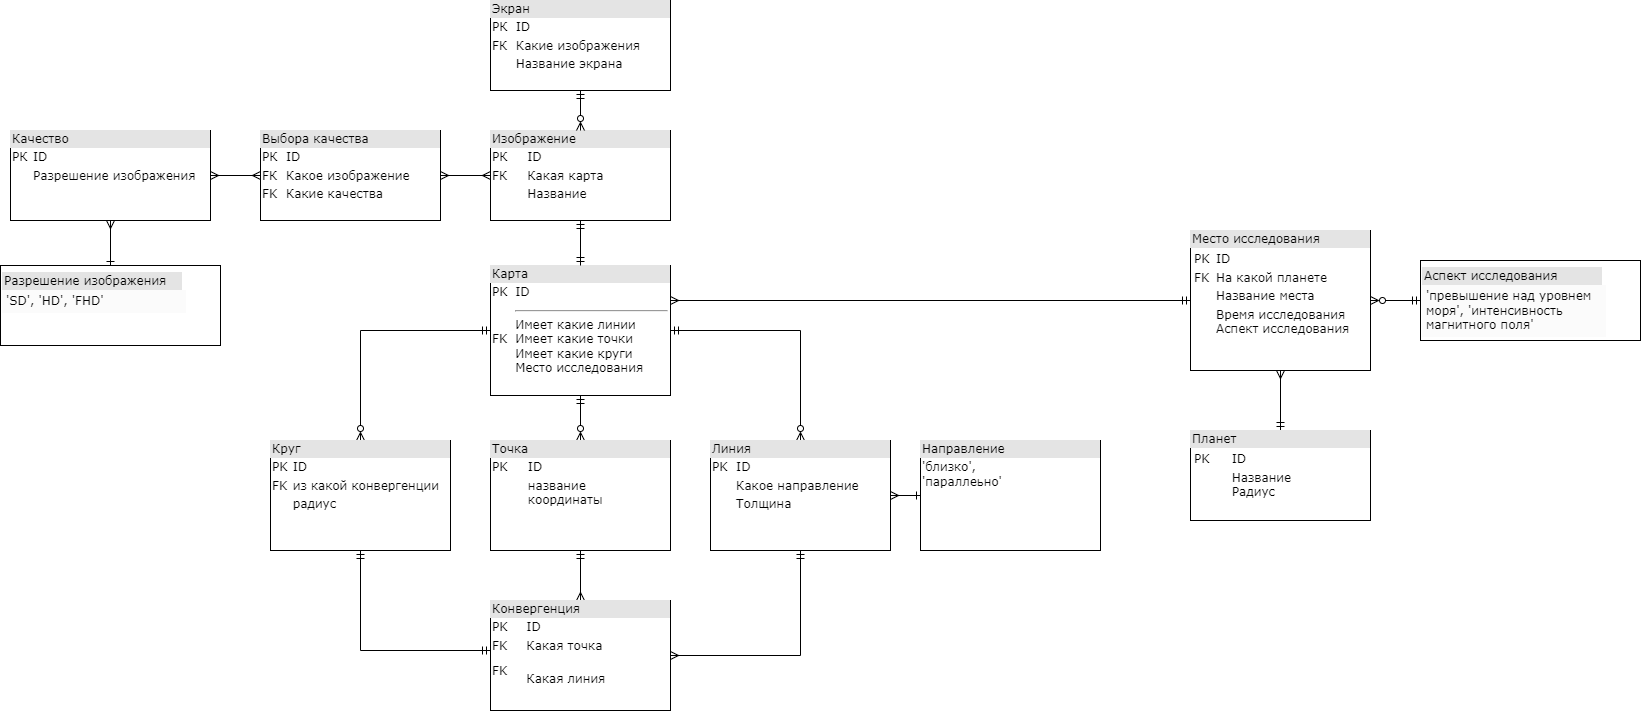 Экран
PK ID
FK Какие изображения
Название экрана
Качество
PK ID
Разрешение изображения
Выбора качества
PK ID
FK Какое изображение
FK Какие качества
Изображение
PK ID
FK Какая карта
Название
Разрешение изображения
'SD', 'HD', 'FHD'
Карта
PK ID
Имеет какие линии
FK Имеет какие точки
Имеет какие круги
Место исследования
Место исследования
PK ID
FK На какой планете
Название места
Время исследования
Аспект исследования
Аспект исследования
'превышение над уровнем
моря', 'интенсивность
магнитного поля'
Круг
PK ID
FK из какой конвергенции
радиус
Точка
PK ID
название
координаты
Линия
PK ID
Какое направление
Толщина
Направление
'близко',
'параллеьно'
Планет
PK ID
Название
Радиус
Конвергенция
PK ID
FK Какая точка
FK
Какая линия